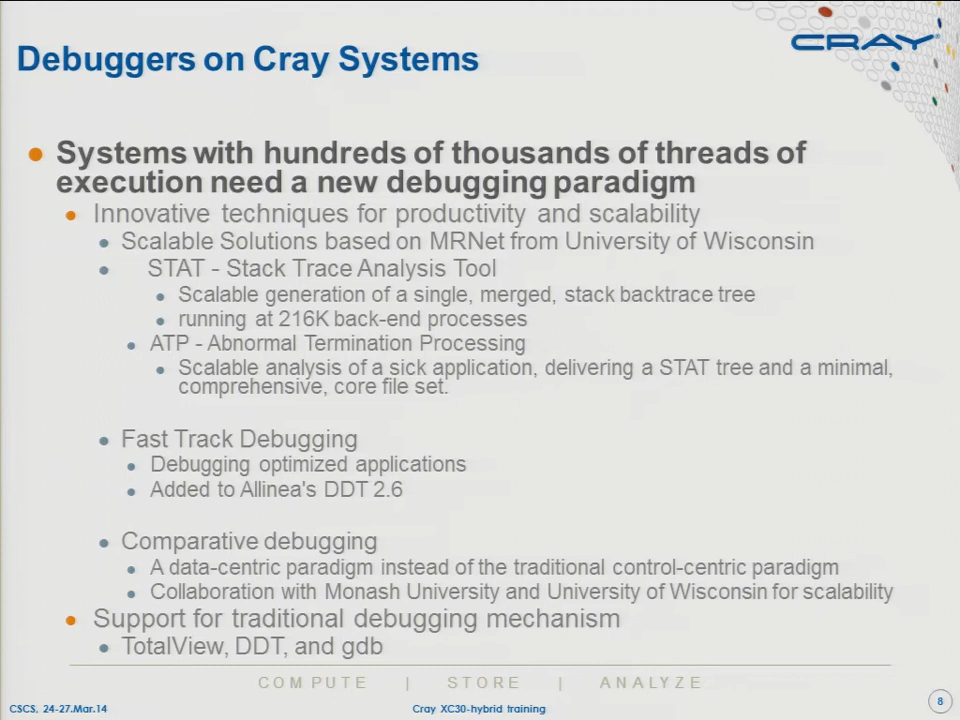 CRAY
Debuggers on Cray Systems
Systems with hundreds of thousands of threads of
execution need a new debugging paradigm
Innovative techniques for productivity and scalability
Scalable Solutions based on MRNet from University of Wisconsin
STAT - Stack Trace Analysis Tool
Scalable generation of a single, merged, stack backtrace tree
running at 216K back-end processes
ATP - Abnormal Termination Processing
Scalable analysis of a sick application, delivering a STAT tree and a minimal,
comprehensive, core file set.
Fast Track Debugging
Debugging optimized applications
Added to Allinea's DDT 2.6
Comparative debugging
A data-centric paradigm instead of the traditional control-centric paradigm
Collaboration with Monash University and University of Wisconsin for scalability
Support for traditional debugging mechanism
TotalView, DDT, and gdb
COMPUTE | STORE | ANALYZE
CSCS, 24-27.Mar.14 Cray XC30-hybrid training 8